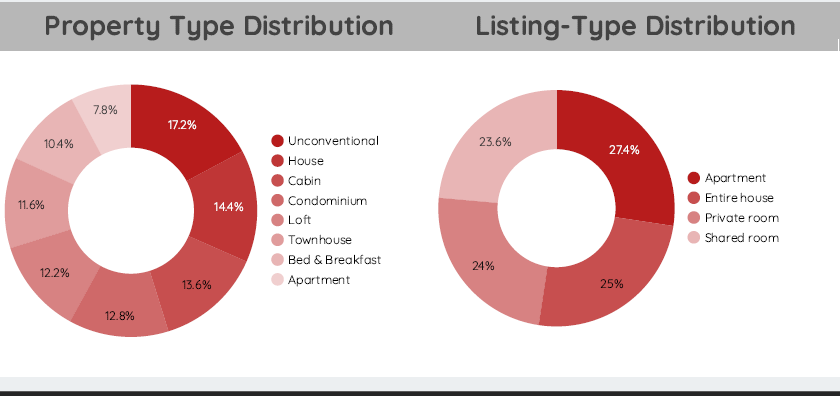 Property Type Distribution
17.2%
14.4%
13.6%
12.8%
12.2%
11.6%
10.4%
7.8%
Unconventional
House
Cabin
Condominium
Loft
Townhouse
Bed & Breakfast
Apartment
Listing-Type Distribution
27.4%
25%
24%
23.6%
Apartment
Entire house
Private room
Shared room